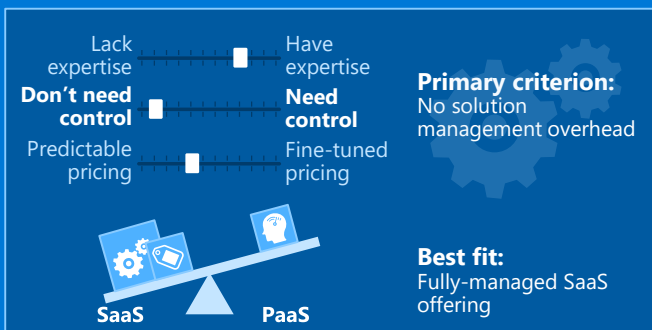 Lack
expertise
Have
expertise
Don't need
control
Need
control
Predictable
pricing
Fine-tuned
pricing
Primary criterion:
No solution
management overhead
SaaS
PaaS
Best fit:
Fully-managed SaaS
offering